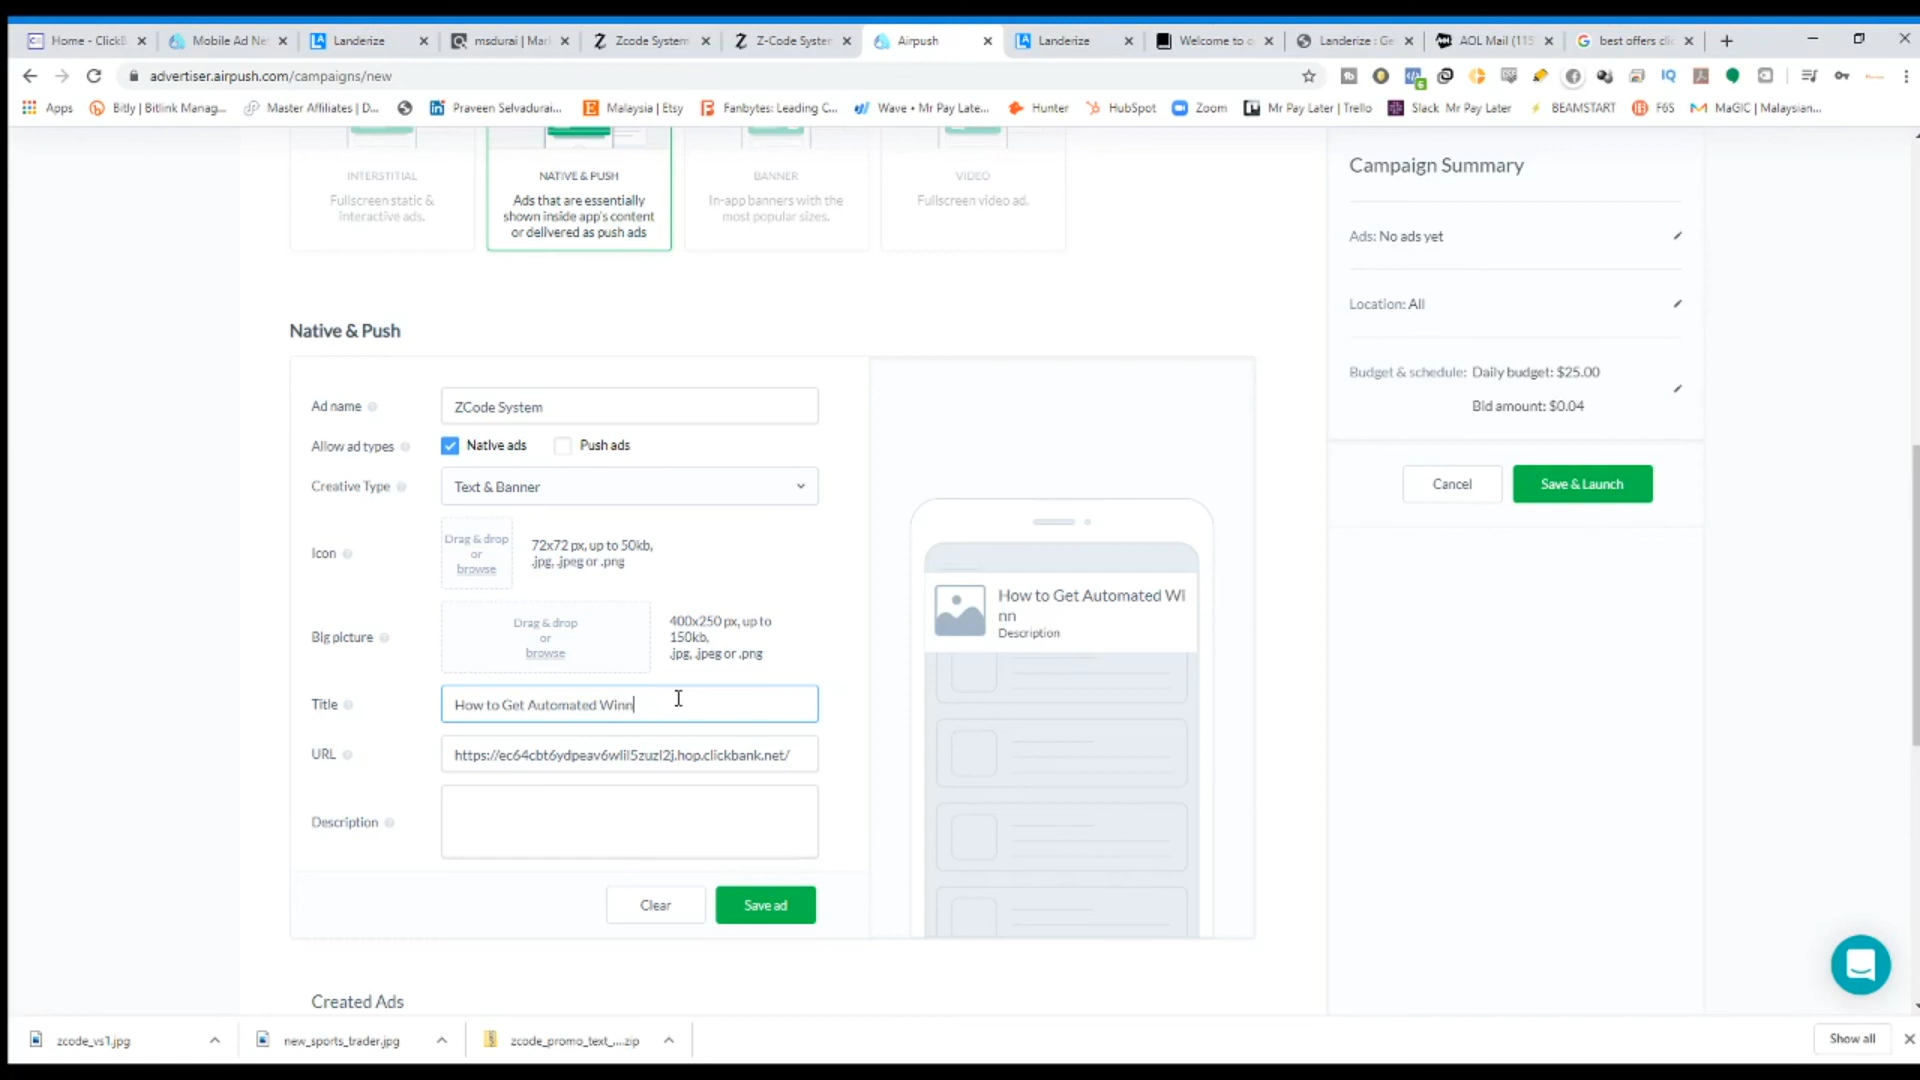 Home - ClickB
Mobile Ad Ne
Landerize
msdurai | Mar
Zcode System
Z-Code System
Airpush
Landerize
Welcome to c
Landerize : Ge
AOL Mail (115
best offers clic
advertiser.airpush.com/campaigns/new
Apps
Bitly | Bitlink Manag...
Master Affiliates | D...
Praveen Selvadurai...
Malaysia | Etsy
Fanbytes: Leading C...
Wave • Mr Pay Late...
Hunter
HubSpot
Zoom
Mr Pay Later | Trello
Slack Mr Pay Later
BEAMSTART
F6S
MaGIC | Malaysian...
INTERSTITIAL
Fullscreen static &
interactive ads.
NATIVE & PUSH
Ads that are essentially
shown inside app's content
or delivered as push ads
BANNER
In-app banners with the
most popular sizes.
VIDEO
Fullscreen video ad.
Campaign Summary
Ads: No ads yet
Location: All
Budget & schedule: Daily budget: $25.00
Bid amount: $0.04
Cancel
Save & Launch
Native & Push
Ad name
ZCode System
Allow ad types
Native ads
Push ads
Creative Type
Text & Banner
Icon
Drag & drop
or
browse
72x72 px, up to 50kb,
.jpg, .jpeg or .png
Big picture
Drag & drop
or
browse
400x250 px, up to
150kb,
.jpg, .jpeg or .png
Title
How to Get Automated Winn
URL
https://ec64cbt6ydpeav6wlil5zuzl2j.hop.clickbank.net/
Description
Clear
Save ad
How to Get Automated Wi
nn
Description
Created Ads
zcode_vs1.jpg
new_sports_trader.jpg
zcode_promo_text_....zip
Show all